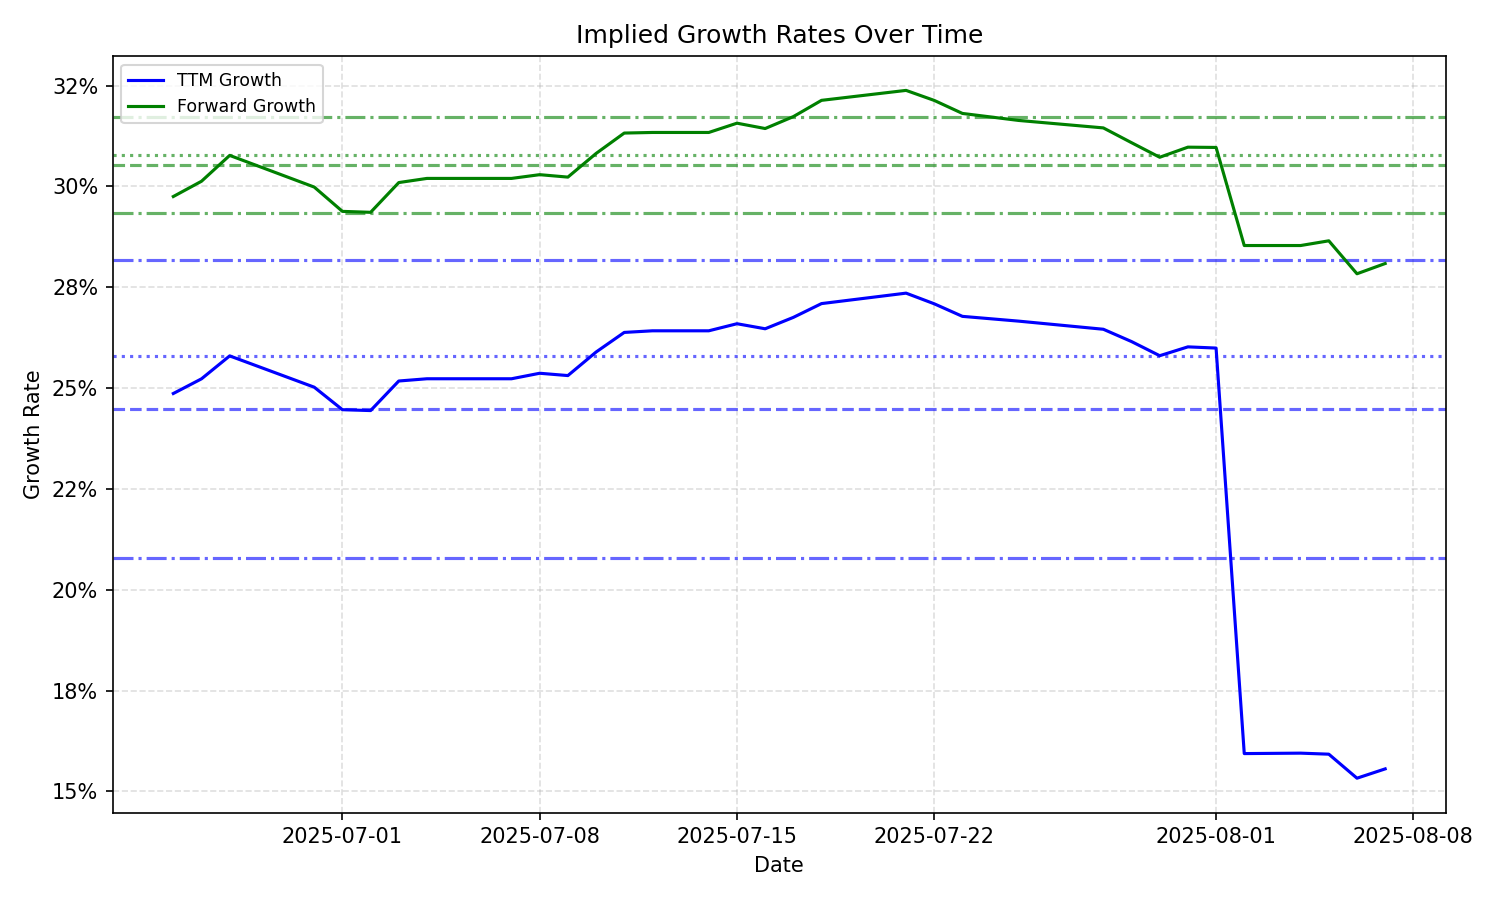 Implied Growth Rates Over Time
TTM Growth
Forward Growth
32%
30%
28%
25%
22%
20%
18%
15%
Growth Rate
2025-07-01
2025-07-08
2025-07-15
2025-07-22
2025-08-01
2025-08-08
Date